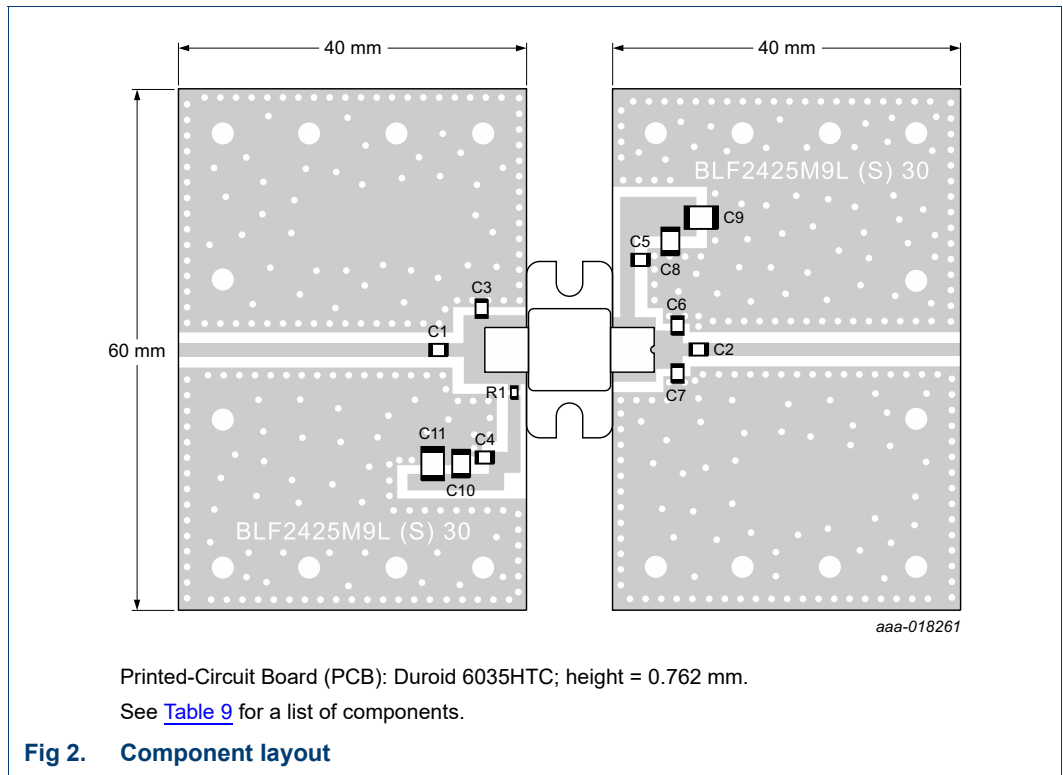 40 mm
40 mm
60 mm
BLF2425M9L (S) 30
C9
C5
C8
C3
C6
C1
C2
R1
C7
C11
C4
C10
BLF2425M9L (S) 30
aaa-018261
Printed-Circuit Board (PCB): Duroid 6035HTC; height = 0.762 mm.
See Table 9 for a list of components.
Fig 2. Component layout